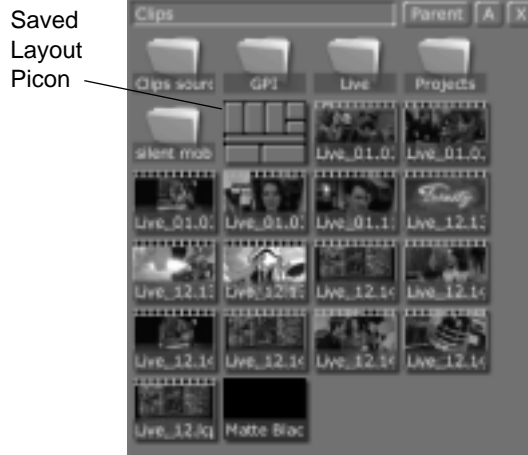 Saved
Layout
Picon
Clips
Parent A X
Clips sourc GPI Live Projects
silent mob Live_01.0 Live_01.0
Live_01.0 Live_01.0 Live_01.1 Live_12.1
Live_12.1 Live_12.1 Live_12.1 Live_12.1
Live_12.1 Live_12.1 Live_12.1 Live_12.1
Live_12. Matte Blac